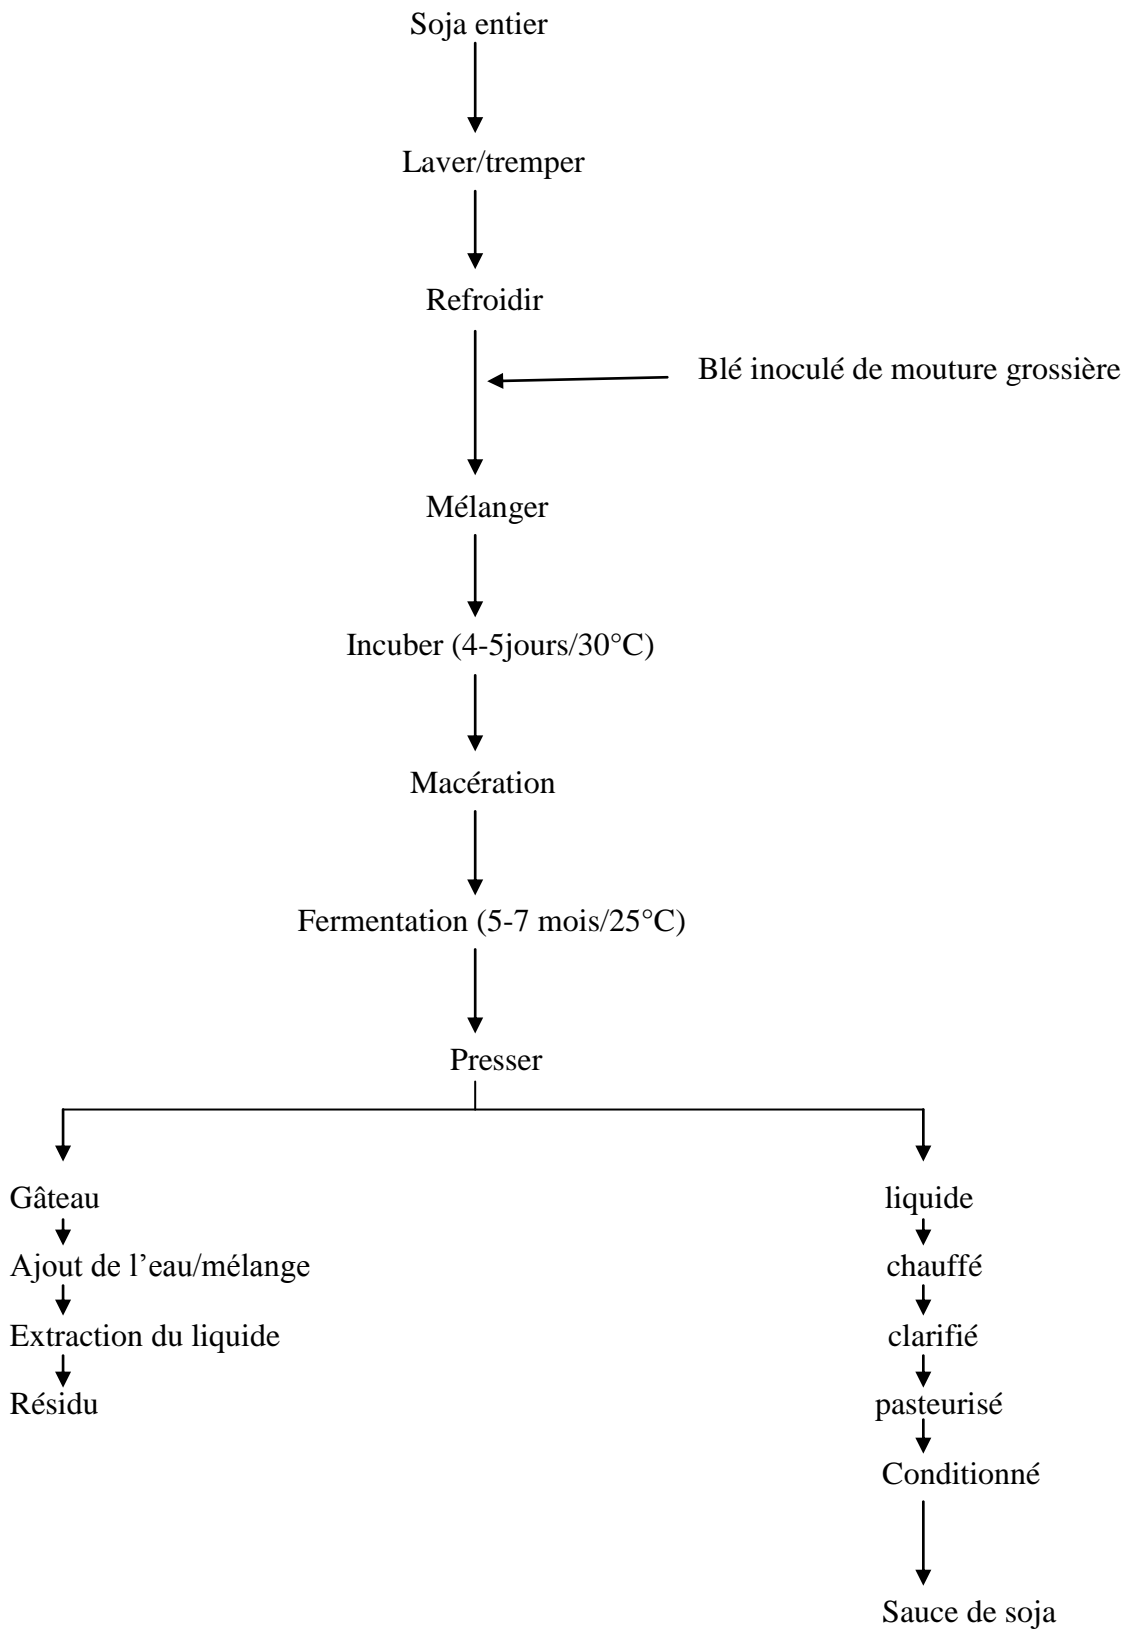 Soja entier
Laver/tremper
Refroidir
Blé inoculé de mouture grossière
Mélanger
Incuber (4-5jours/30°C)
Macération
Fermentation (5-7 mois/25°C)
Presser
Gâteau
Ajout de l’eau/mélange
Extraction du liquide
Résidu
liquide
chauffé
clarifié
pasteurisé
Conditionné
Sauce de soja